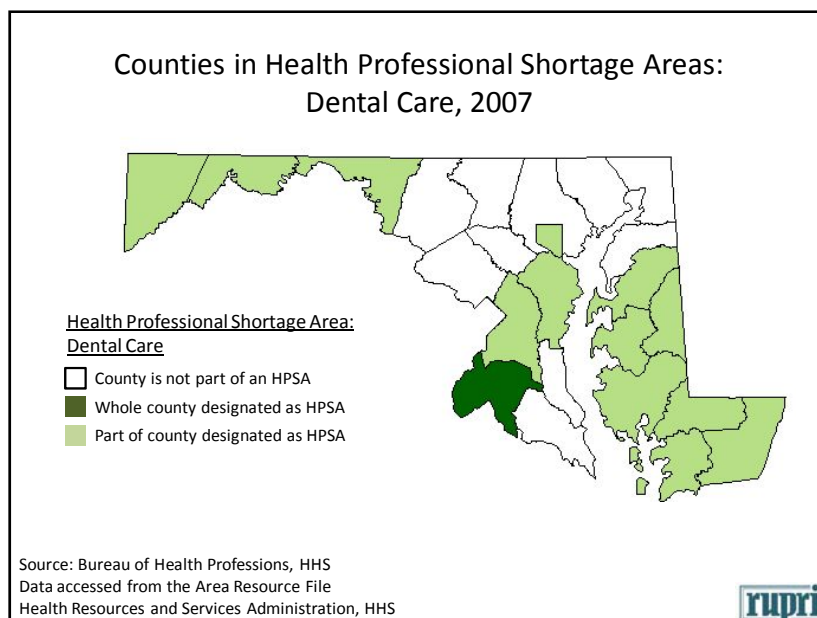 Counties in Health Professional Shortage Areas:
Dental Care, 2007
Health Professional Shortage Area:
Dental Care
County is not part of an HPSA
Whole county designated as HPSA
Part of county designated as HPSA
Source: Bureau of Health Professions, HHS
Data accessed from the Area Resource File
Health Resources and Services Administration, HHS
rupri